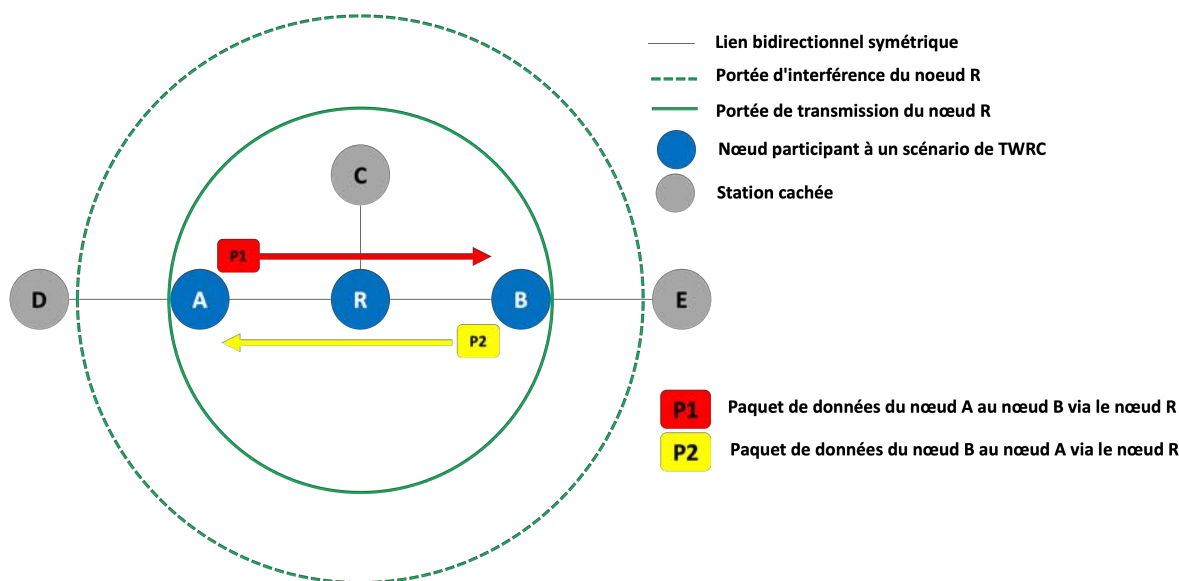 Lien bidirectionnel symétrique
Portée d'interférence du noeud R
Portée de transmission du nœud R
Nœud participant à un scénario de TWRC
Station cachée
C
P1
D
A
R
B
E
P2
P1
Paquet de données du nœud A au nœud B via le nœud R
P2
Paquet de données du nœud B au nœud A via le nœud R